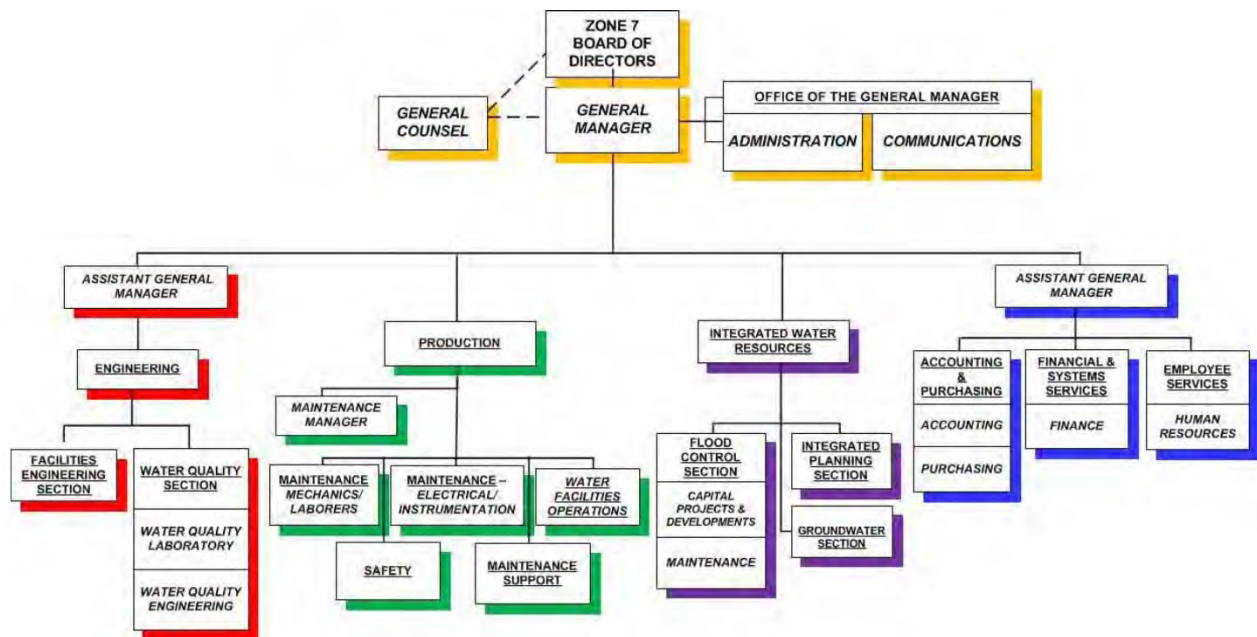 ZONE 7
BOARD OF
DIRECTORS
GENERAL
COUNSEL
GENERAL
MANAGER
OFFICE OF THE GENERAL MANAGER
ADMINISTRATION
COMMUNICATIONS
ASSISTANT GENERAL
MANAGER
ENGINEERING
FACILITIES
ENGINEERING
SECTION
WATER QUALITY
SECTION
WATER QUALITY
LABORATORY
WATER QUALITY
ENGINEERING
PRODUCTION
MAINTENANCE
MANAGER
MAINTENANCE
MECHANICS/
LABORERS
MAINTENANCE –
ELECTRICAL/
INSTRUMENTATION
WATER
FACILITIES
OPERATIONS
SAFETY
MAINTENANCE
SUPPORT
INTEGRATED WATER
RESOURCES
FLOOD
CONTROL
SECTION
CAPITAL
PROJECTS &
DEVELOPMENTS
MAINTENANCE
INTEGRATED
PLANNING
SECTION
GROUNDWATER
SECTION
ASSISTANT GENERAL
MANAGER
ACCOUNTING
&
PURCHASING
ACCOUNTING
PURCHASING
FINANCIAL &
SYSTEMS
SERVICES
FINANCE
EMPLOYEE
SERVICES
HUMAN
RESOURCES